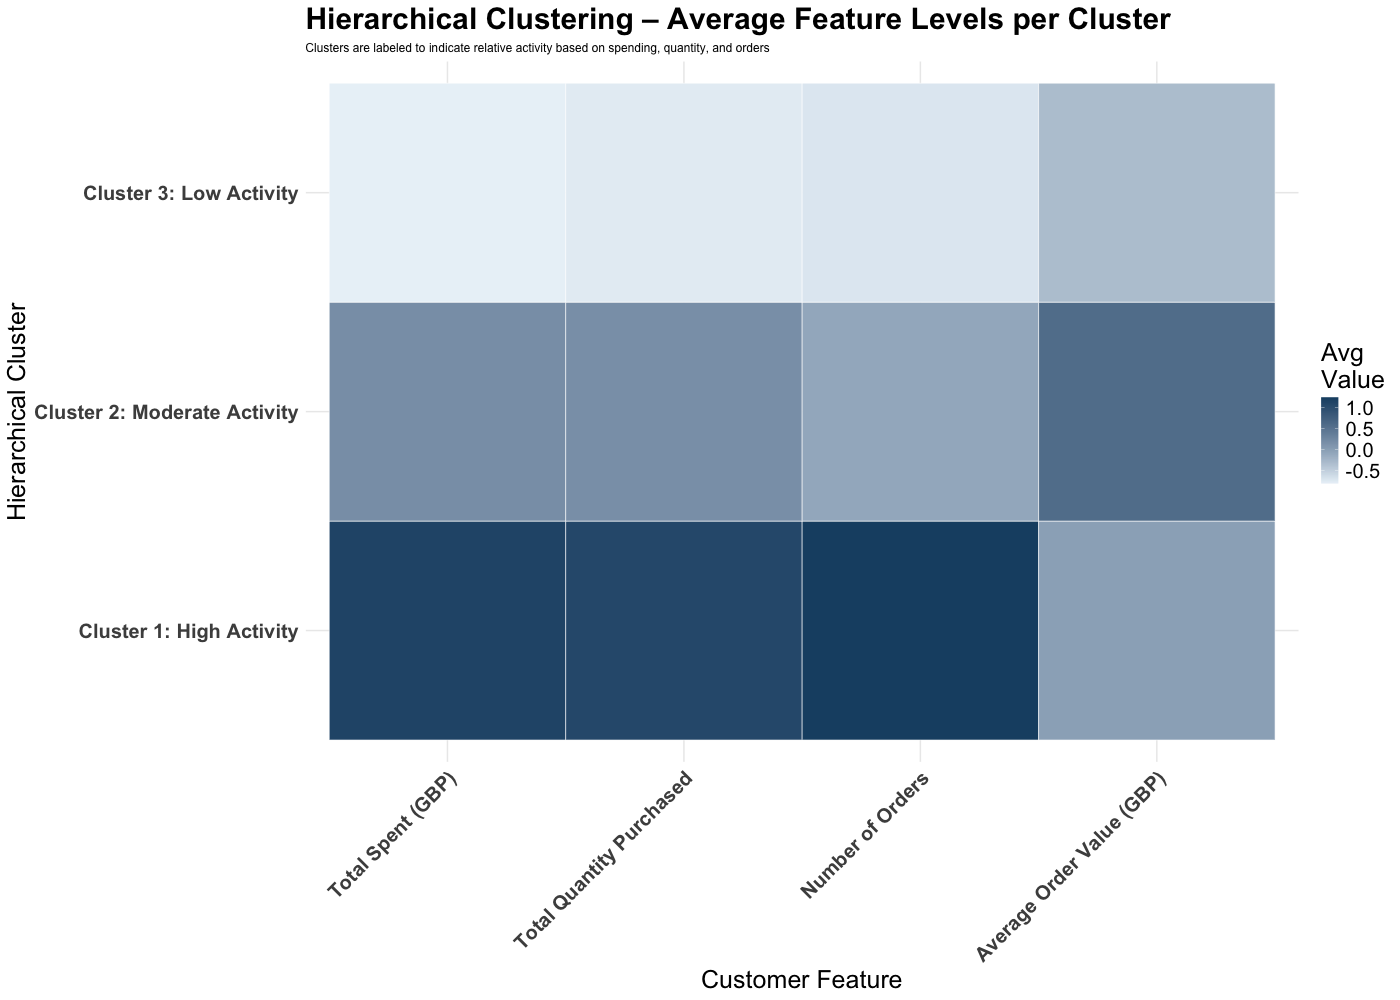 Hierarchical Clustering – Average Feature Levels per Cluster
Clusters are labeled to indicate relative activity based on spending, quantity, and orders
Hierarchical Cluster
Cluster 3: Low Activity
Cluster 2: Moderate Activity
Cluster 1: High Activity
Total Spent (GBP)
Total Quantity Purchased
Number of Orders
Average Order Value (GBP)
Customer Feature
Avg
Value
1.0
0.5
0.0
-0.5